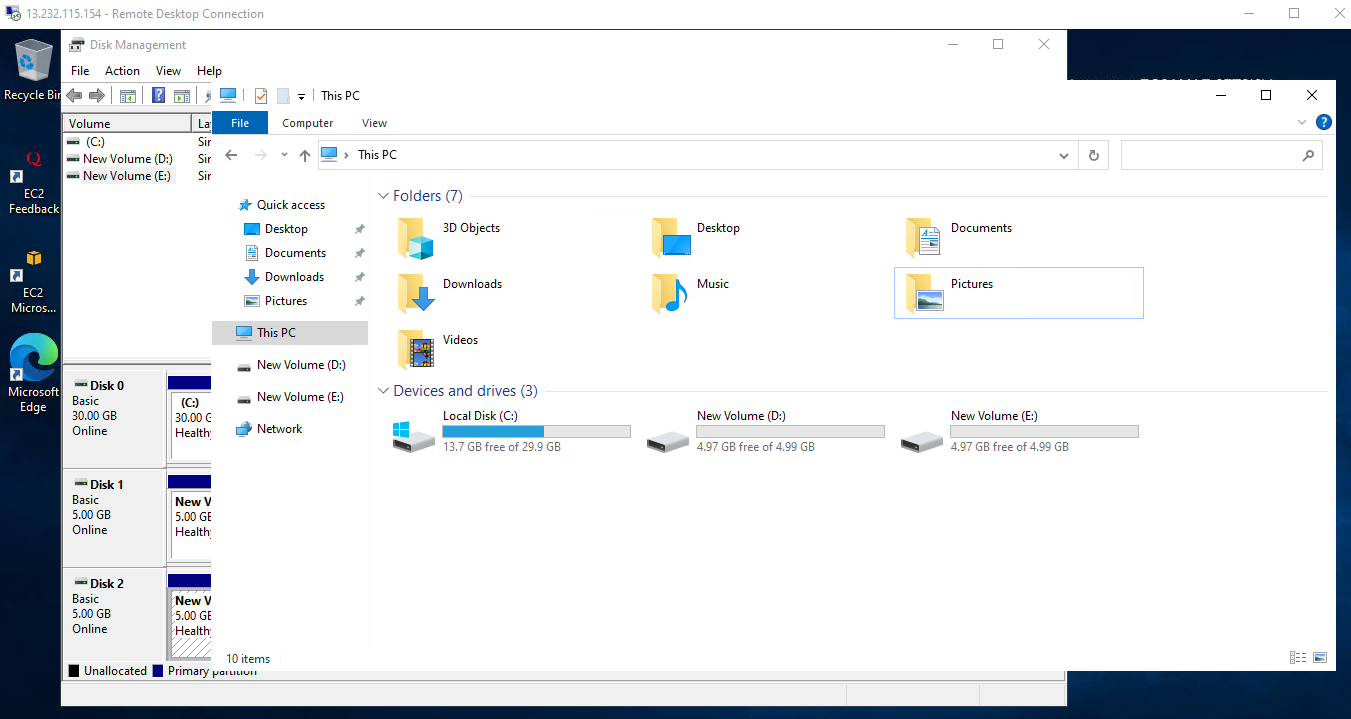 13.232.115.154 - Remote Desktop Connection
Recycle Bin
EC2
Feedback
EC2
Micros...
Microsoft
Edge
Disk Management
File Action View Help
Volume La
(C:) Sir
New Volume (D:) Sir
New Volume (E:) Sir
Disk 0
Basic
30.00 GB
Online
(C:)
30.00 G
Healthy
Disk 1
Basic
5.00 GB
Online
New V
5.00 GB
Healthy
Disk 2
Basic
5.00 GB
Online
New V
5.00 GB
Healthy
Unallocated Primary partition
This PC
File Computer View
This PC
Quick access
Desktop
Documents
Downloads
Pictures
This PC
New Volume (D:)
New Volume (E:)
Network
Folders (7)
3D Objects Desktop Documents
Downloads Music Pictures
Videos
Devices and drives (3)
Local Disk (C:) New Volume (D:) New Volume (E:)
13.7 GB free of 29.9 GB 4.97 GB free of 4.99 GB 4.97 GB free of 4.99 GB
10 items